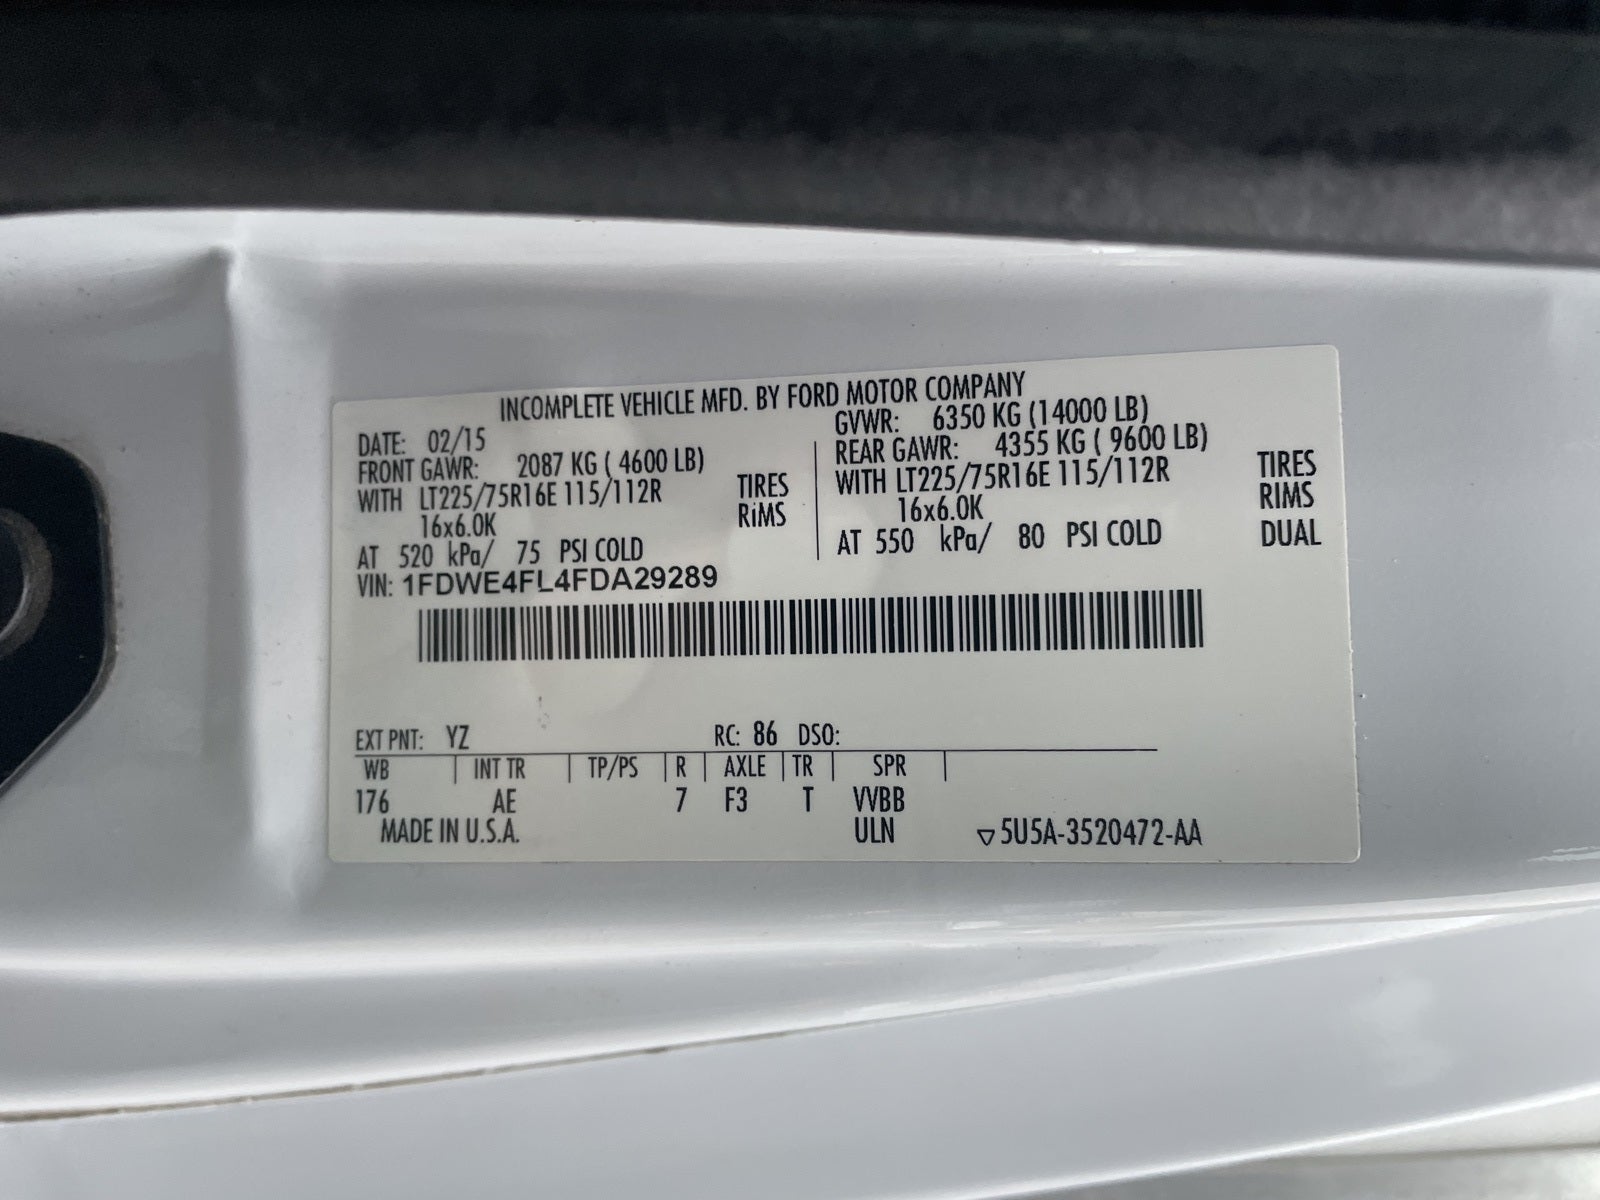 INCOMPLETE VEHICLE MFD. BY FORD MOTOR COMPANY
DATE: 02/15
FRONT GAWR: 2087 KG ( 4600 LB)
WITH LT225/75R16E 115/112R TIRES
16x6.0K RiMS
AT 520 kPa/ 75 PSI COLD
GVWR: 6350 KG (14000 LB)
REAR GAWR: 4355 KG ( 9600 LB)
WITH LT225/75R16E 115/112R TIRES
16x6.0K RIMS
AT 550 kPa/ 80 PSI COLD DUAL
VIN: 1FDWE4FL4FDA29289
EXT PNT: YZ RC: 86 DSO:
WB | INT TR | TP/PS | R | AXLE | TR | SPR |
176 AE 7 F3 T VVBB
MADE IN U.S.A. ULN ▽5U5A-3520472-AA